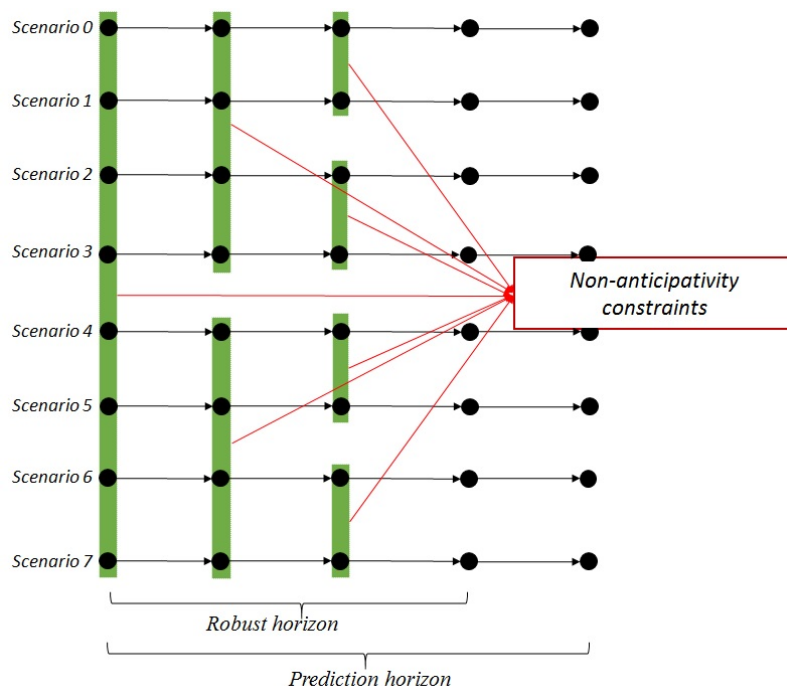 Scenario 0
Scenario 1
Scenario 2
Scenario 3
Non-anticipativity
constraints
Scenario 4
Scenario 5
Scenario 6
Scenario 7
Robust horizon
Prediction horizon